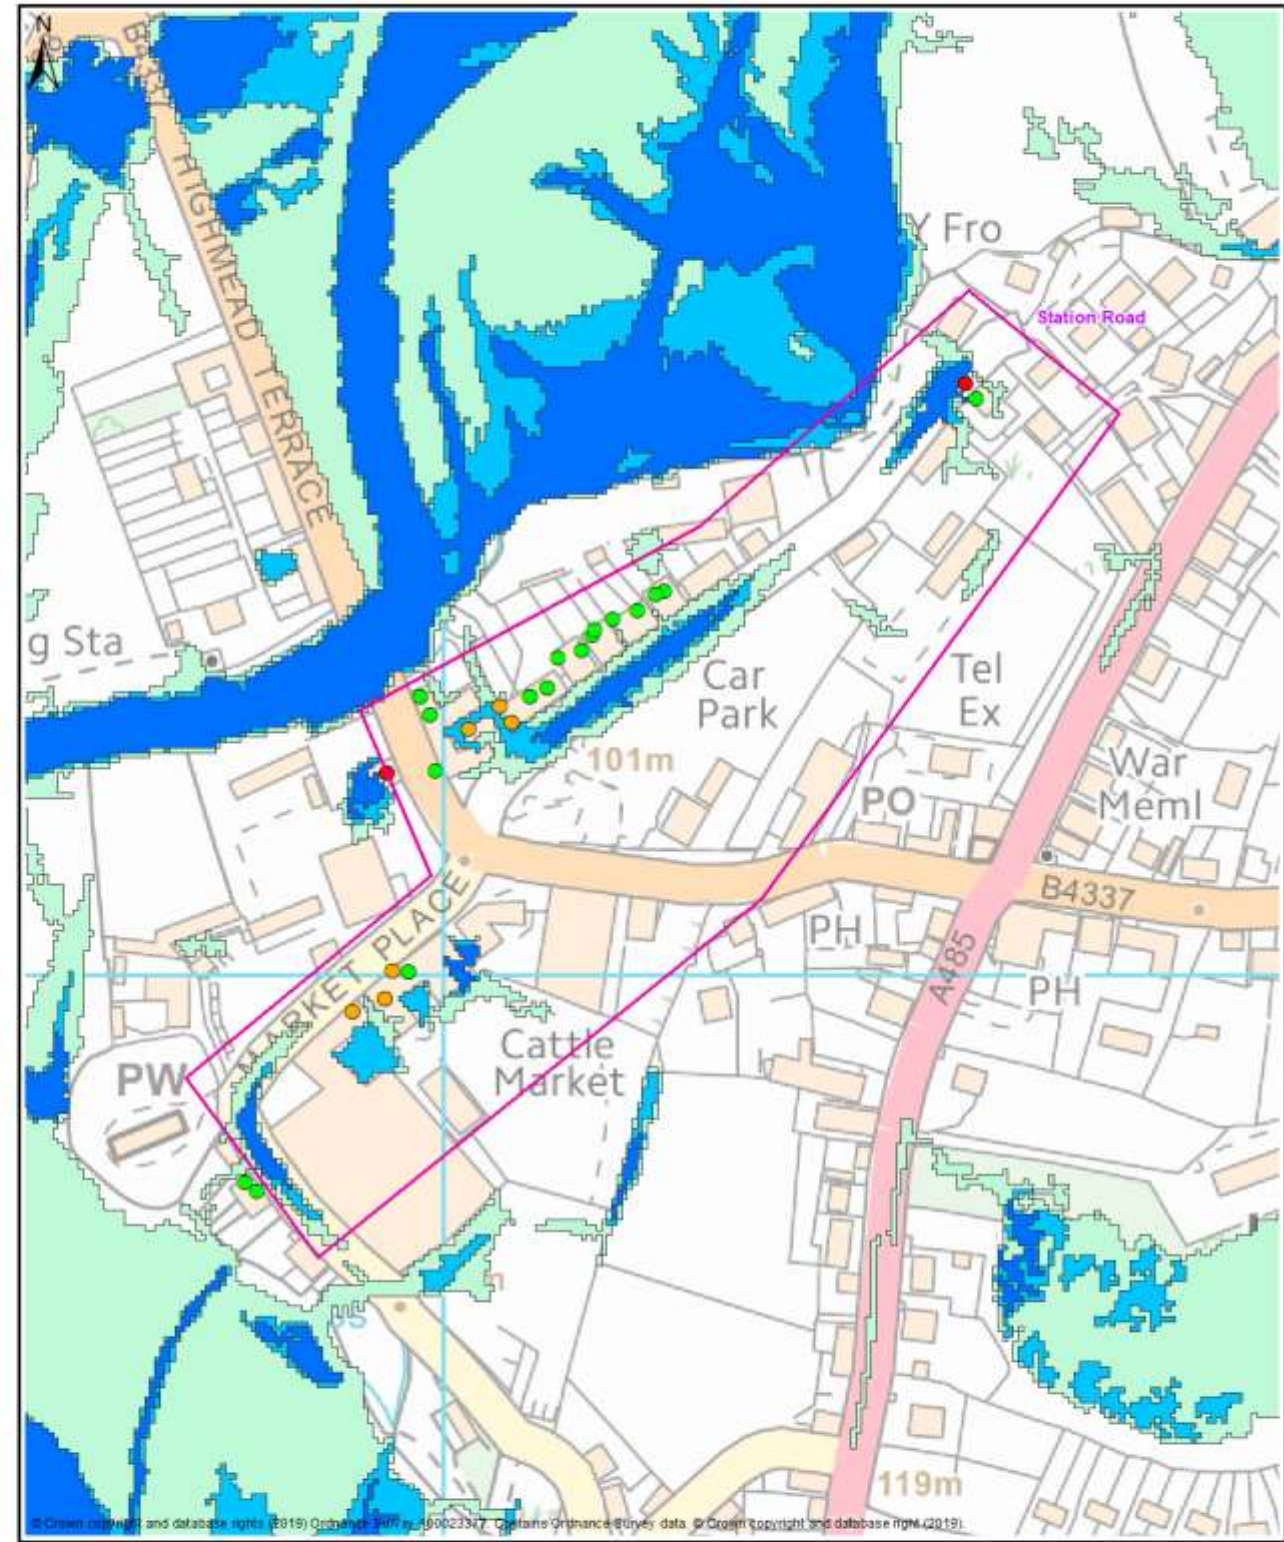 N
B4337
HIGHMEAD TERRACE
Y Fro
Station Road
g Sta
Car
Park
Tel
Ex
101m
War
Meml
PO
B4337
MARKET PLACE
PH
A485
PH
Cattle
Market
PW
119m
© Crown copyright and database rights (2019) Ordnance Survey 100023377. Contains Ordnance Survey data. © Crown copyright and database right (2019).